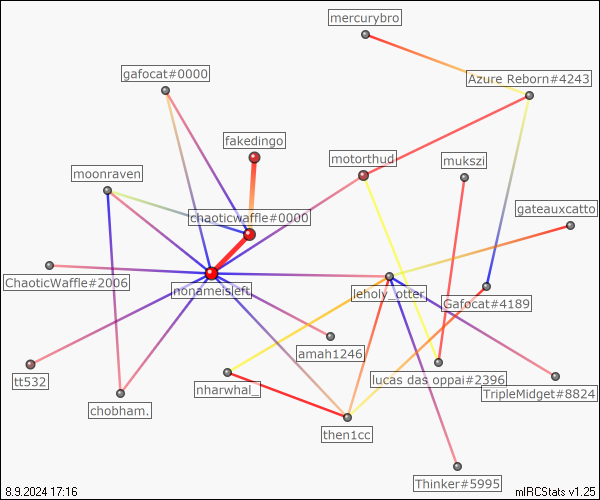 mercurybro
gafocat#0000
Azure Reborn#4243
fakedingo
motorthud
mukszi
moonraven
chaoticwaffle#0000
gateauxcatto
ChaoticWaffle#2006
nonameisleft
leholy_otter
Gafocat#4189
amah1246
tt532
nharwhal_
lucas das oppai#2396
TripleMidget#8824
chobham.
then1cc
Thinker#5995
8.9.2024 17:16
mIRCStats v1.25